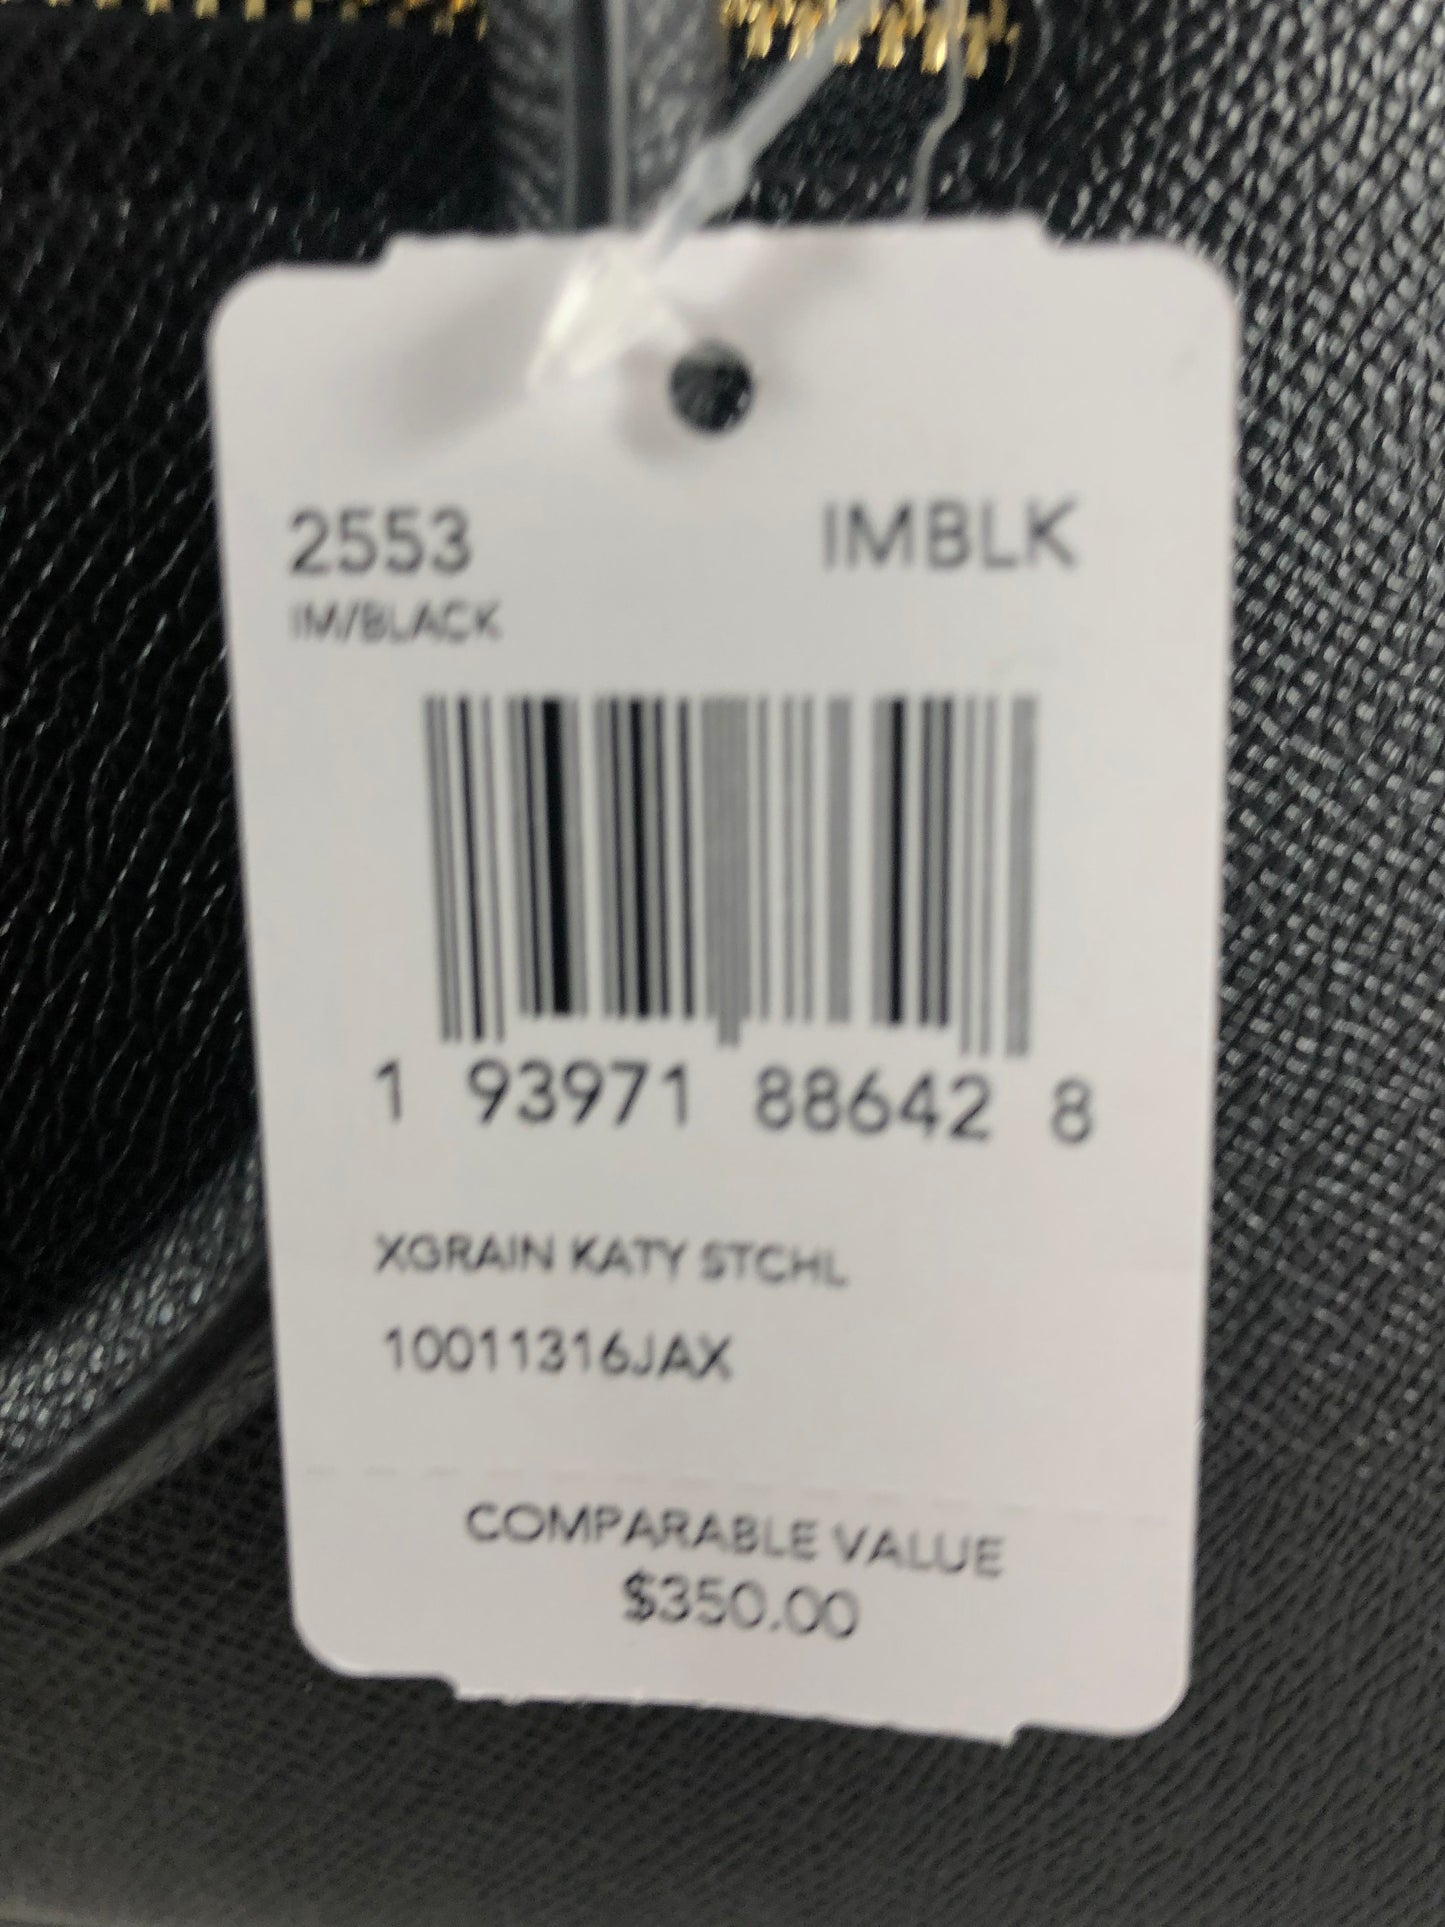 2553 IMBLK
IM/BLACK
1 93971 88642 8
XGRAIN KATY STCHL
10011316JAX
COMPARABLE VALUE
$350.00